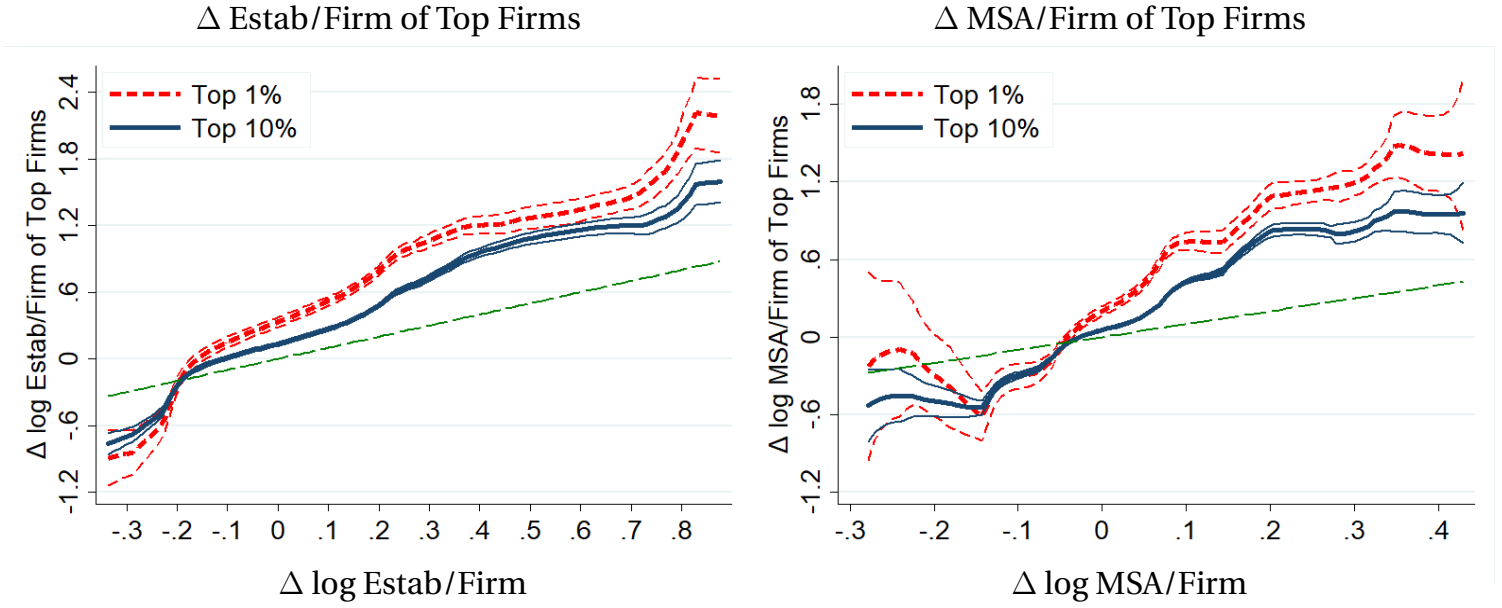 Δ Estab/Firm of Top Firms
Δ log Estab/Firm of Top Firms
2.4
1.8
1.2
.6
0
-.6
-1.2
Top 1%
Top 10%
-.3 -.2 -.1 0 .1 .2 .3 .4 .5 .6 .7 .8
Δ log Estab/Firm
Δ MSA/Firm of Top Firms
Δ log MSA/Firm of Top Firms
1.8
1.2
.6
0
-.6
-1.2
Top 1%
Top 10%
-.3 -.2 -.1 0 .1 .2 .3 .4
Δ log MSA/Firm